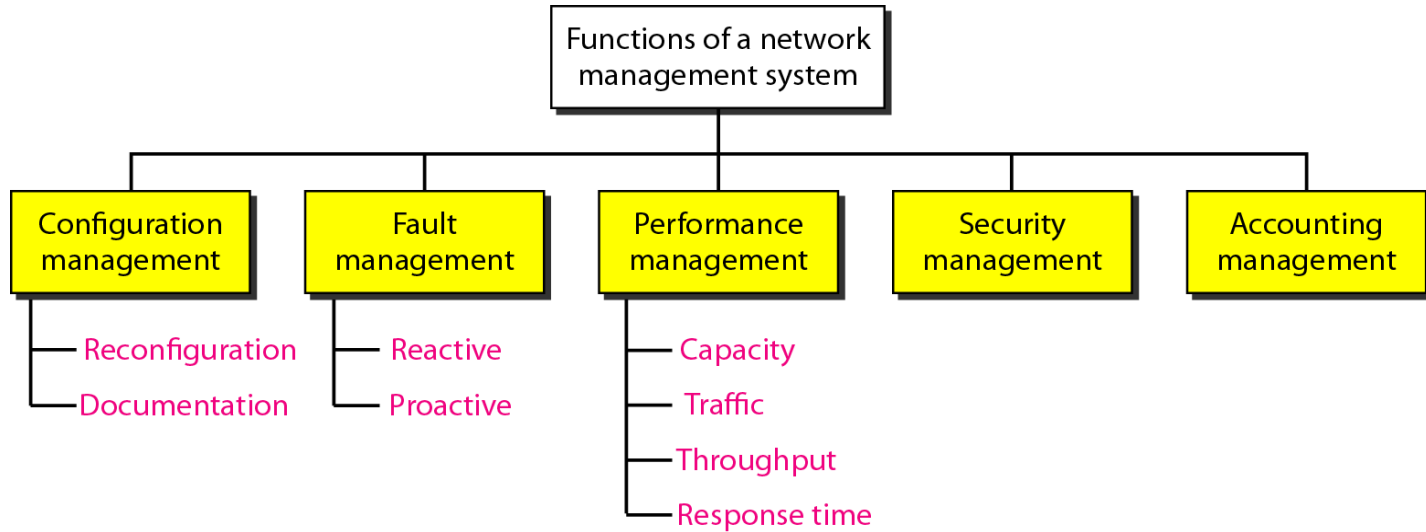 Functions of a network
management system
Configuration
management
Fault
management
Performance
management
Security
management
Accounting
management
Reconfiguration
Documentation
Reactive
Proactive
Capacity
Traffic
Throughput
Response time